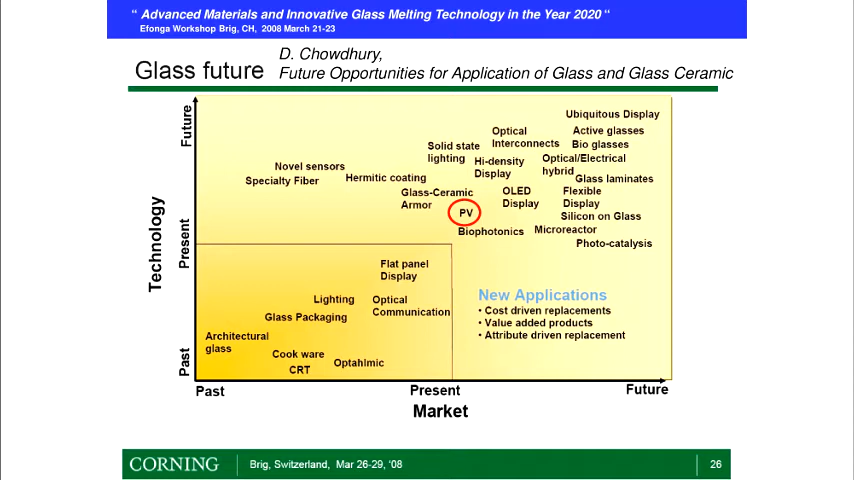 “ Advanced Materials and Innovative Glass Melting Technology in the Year 2020 “
Efonga Workshop Brig, CH, 2008 March 21-23
Glass future
D. Chowdhury,
Future Opportunities for Application of Glass and Glass Ceramic
Technology
Future
Present
Past
Ubiquitous Display
Optical
Interconnects
Active glasses
Bio glasses
Solid state
lighting
Hi-density
Display
Optical/Electrical
hybrid
Novel sensors
Specialty Fiber
Hermitic coating
Glass laminates
Glass-Ceramic
Armor
OLED
Display
Flexible
Display
PV
Silicon on Glass
Biophotonics
Microreactor
Photo-catalysis
Flat panel
Display
Lighting
Optical
Communication
Glass Packaging
Architectural
glass
Cook ware
CRT
Optahlmic
New Applications
• Cost driven replacements
• Value added products
• Attribute driven replacement
Past
Present
Future
Market
CORNING
Brig, Switzerland, Mar 26-29, ‘08
26